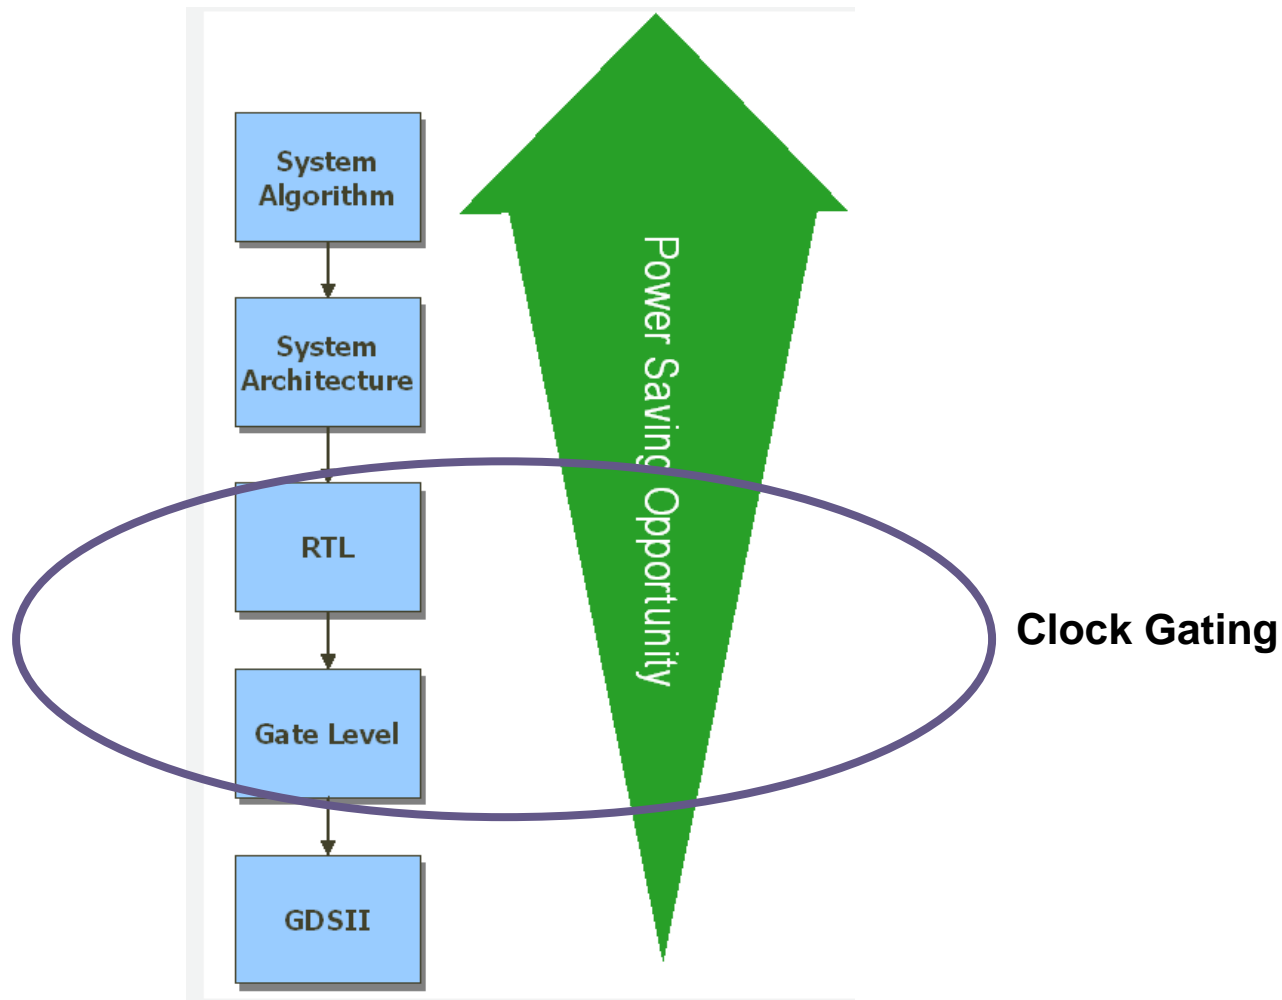 System
Algorithm
System
Architecture
RTL
Gate Level
GDSII
Power Saving Opportunity
Clock Gating